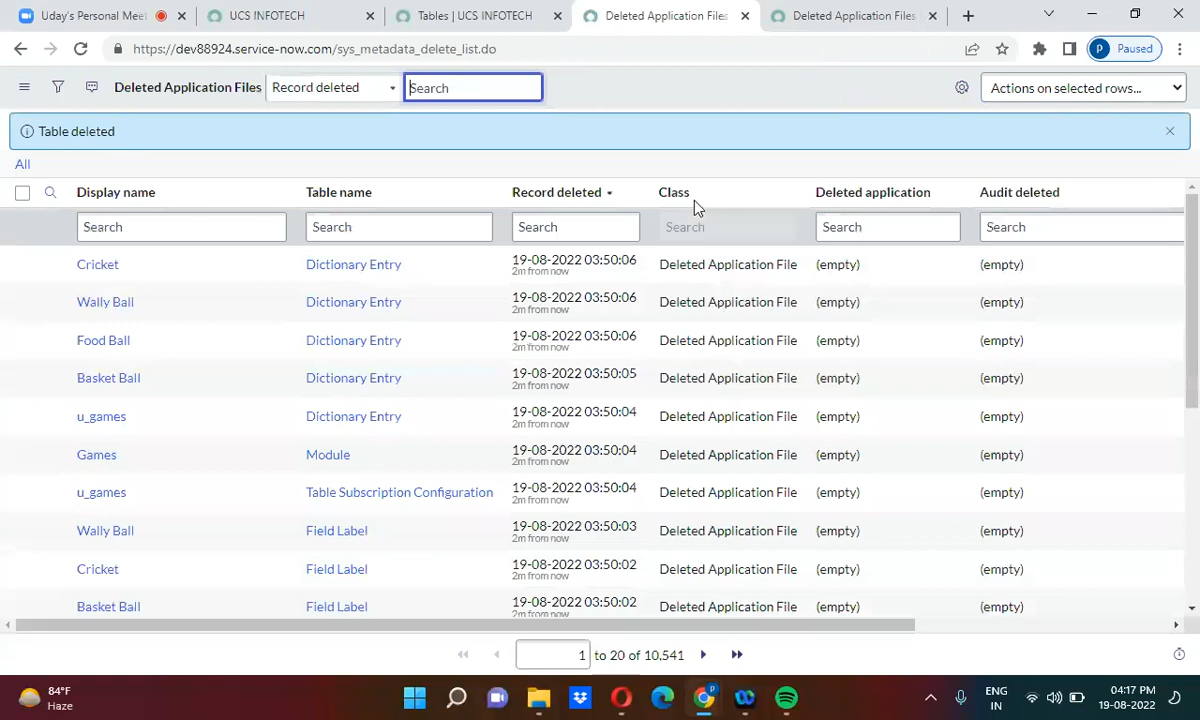 Uday's Personal Meet
UCS INFOTECH
Tables | UCS INFOTECH
Deleted Application Files
Deleted Application Files
https://dev88924.service-now.com/sys_metadata_delete_list.do
P Paused
Deleted Application Files Record deleted Search Actions on selected rows...
Table deleted
All
Display name Table name Record deleted Class Deleted application Audit deleted
Search Search Search Search Search Search
Cricket Dictionary Entry 19-08-2022 03:50:06 Deleted Application File (empty) (empty)
2m from now
Wally Ball Dictionary Entry 19-08-2022 03:50:06 Deleted Application File (empty) (empty)
2m from now
Food Ball Dictionary Entry 19-08-2022 03:50:06 Deleted Application File (empty) (empty)
2m from now
Basket Ball Dictionary Entry 19-08-2022 03:50:05 Deleted Application File (empty) (empty)
2m from now
u_games Dictionary Entry 19-08-2022 03:50:04 Deleted Application File (empty) (empty)
2m from now
Games Module 19-08-2022 03:50:04 Deleted Application File (empty) (empty)
2m from now
u_games Table Subscription Configuration 19-08-2022 03:50:04 Deleted Application File (empty) (empty)
2m from now
Wally Ball Field Label 19-08-2022 03:50:03 Deleted Application File (empty) (empty)
2m from now
Cricket Field Label 19-08-2022 03:50:02 Deleted Application File (empty) (empty)
2m from now
Basket Ball Field Label 19-08-2022 03:50:02 Deleted Application File (empty) (empty)
2m from now
1 to 20 of 10,541
84°F
Haze
P
ENG
IN
04:17 PM
19-08-2022